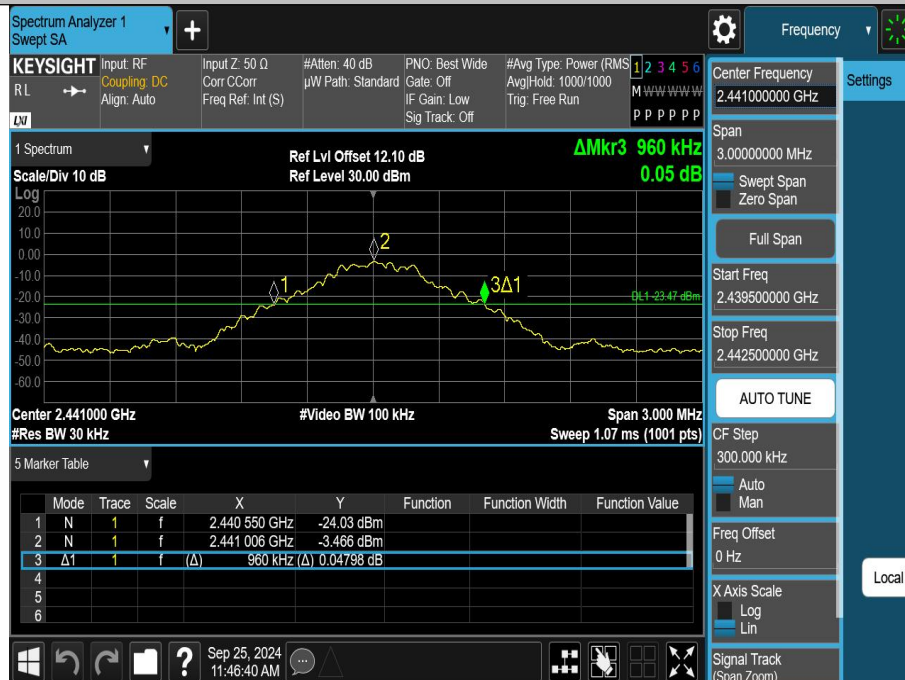 Spectrum Analyzer 1
Swept SA
+
Frequency
KEYSIGHT
RL
LXI
Input: RF
Coupling: DC
Align: Auto
Input Z: 50 Ω
Corr CCorr
Freq Ref: Int (S)
#Atten: 40 dB
µW Path: Standard
PNO: Best Wide
Gate: Off
IF Gain: Low
Sig Track: Off
#Avg Type: Power (RMS
Avg|Hold: 1000/1000
Trig: Free Run
1 2 3 4 5 6
M W W W W W
P P P P P P
1 Spectrum
Scale/Div 10 dB
Ref Lvl Offset 12.10 dB
Ref Level 30.00 dBm
ΔMkr3 960 kHz
0.05 dB
Log
20.0
10.0
0.00
-10.0
-20.0
-30.0
-40.0
-50.0
-60.0
1
2
3Δ1
DL1 -23.47 dBm
Center 2.441000 GHz
#Video BW 100 kHz
Span 3.000 MHz
#Res BW 30 kHz
Sweep 1.07 ms (1001 pts)
5 Marker Table
Mode Trace Scale X Y Function Function Width Function Value
1 N 1 f 2.440 550 GHz -24.03 dBm
2 N 1 f 2.441 006 GHz -3.466 dBm
3 Δ1 1 f (Δ) 960 kHz (Δ) 0.04798 dB
4
5
6
?
Sep 25, 2024
11:46:40 AM
Center Frequency
2.441000000 GHz
Settings
Span
3.00000000 MHz
Swept Span
Zero Span
Full Span
Start Freq
2.439500000 GHz
Stop Freq
2.442500000 GHz
AUTO TUNE
CF Step
300.000 kHz
Auto
Man
Freq Offset
0 Hz
Local
X Axis Scale
Log
Lin
Signal Track
(Span Zoom)